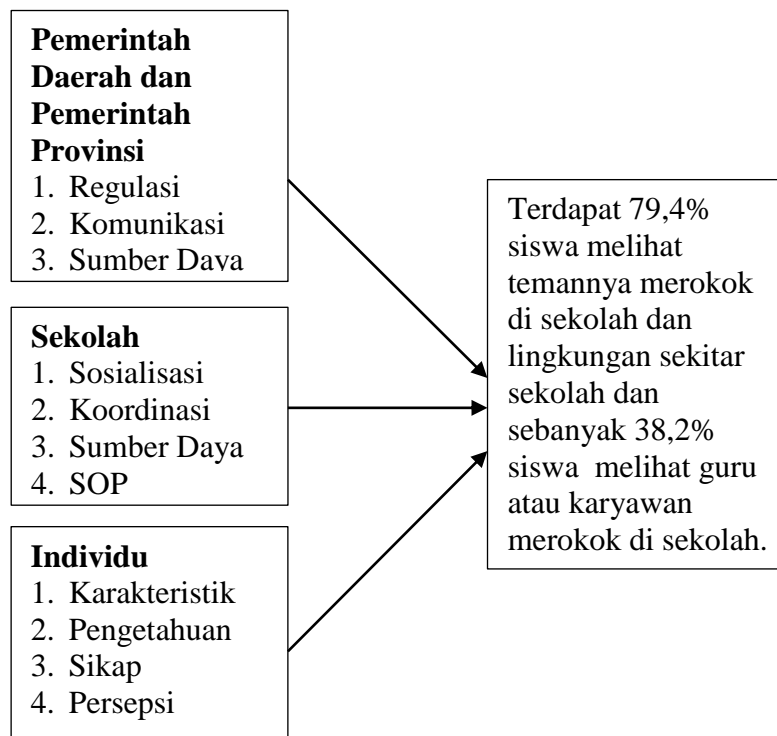 Pemerintah
Daerah dan
Pemerintah
Provinsi
1. Regulasi
2. Komunikasi
3. Sumber Daya
Sekolah
1. Sosialisasi
2. Koordinasi
3. Sumber Daya
4. SOP
Individu
1. Karakteristik
2. Pengetahuan
3. Sikap
4. Persepsi
Terdapat 79,4%
siswa melihat
temannya merokok
di sekolah dan
lingkungan sekitar
sekolah dan
sebanyak 38,2%
siswa melihat guru
atau karyawan
merokok di sekolah.